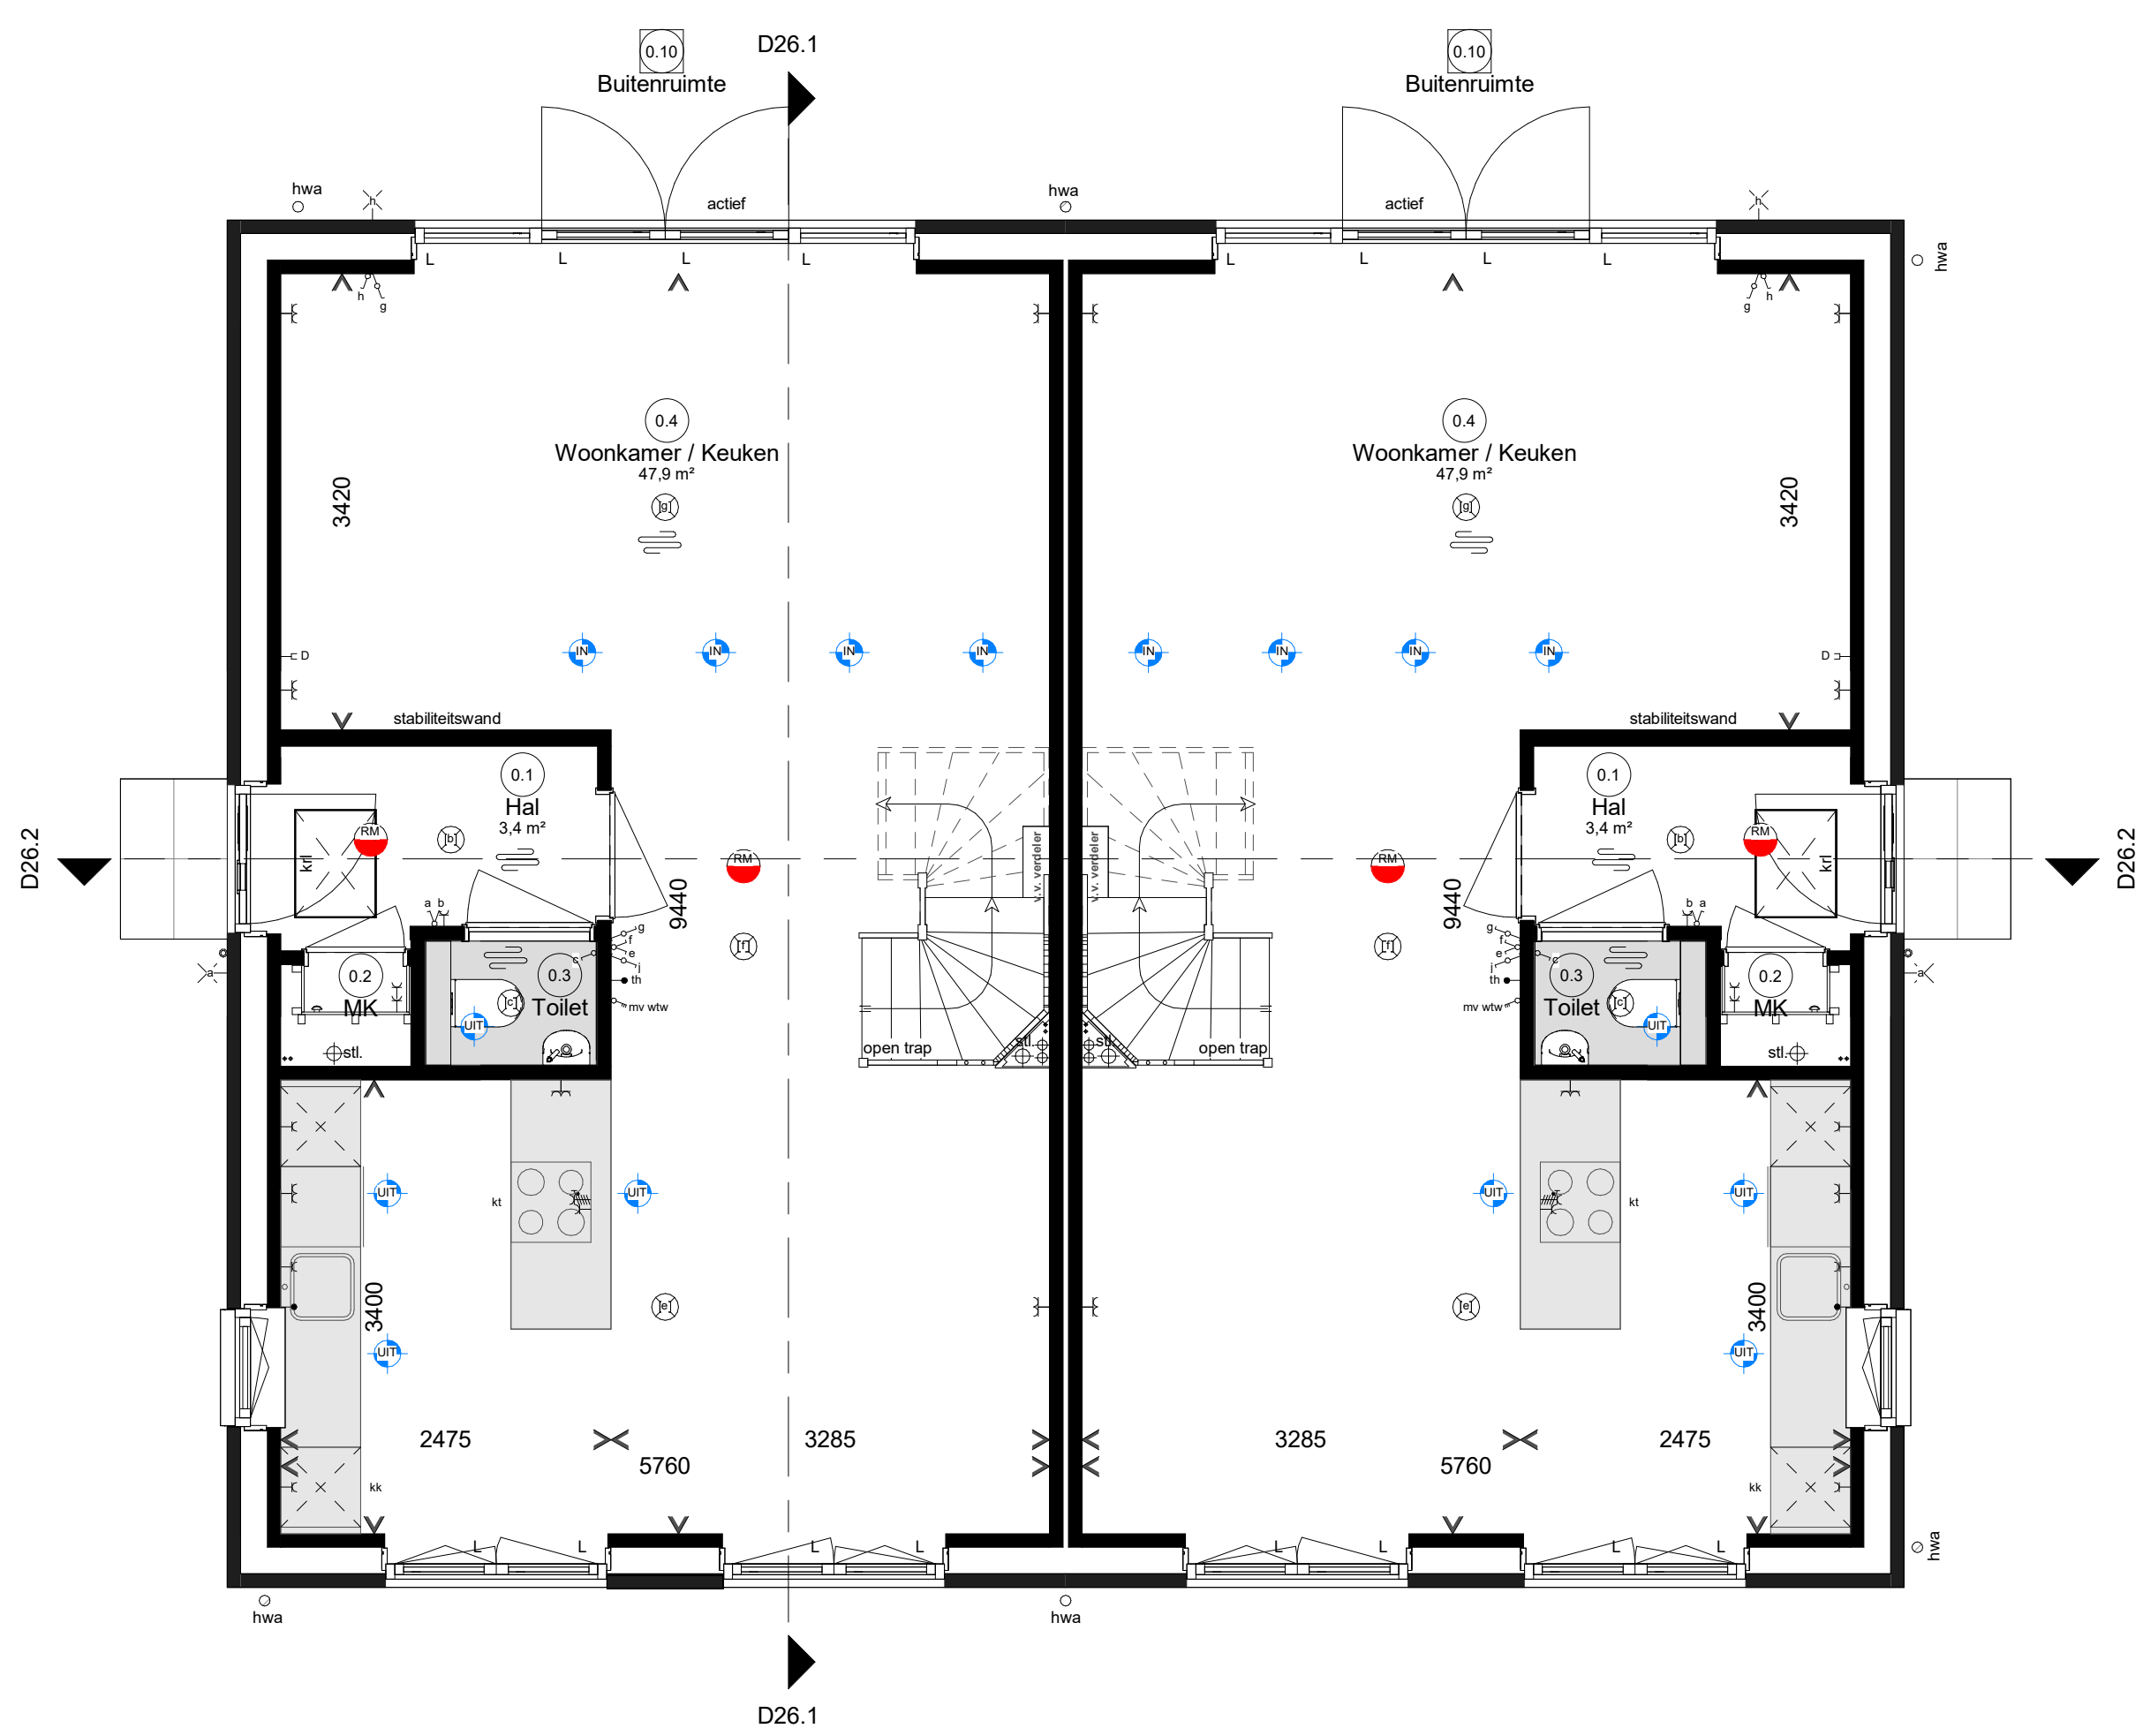 0.10
D26.1
0.10
Buitenruimte
Buitenruimte
hwa
h
actief
hwa
actief
h
hwa
L
L
L
L
L
L
L
L
h
g
g
h
0.4
0.4
Woonkamer / Keuken
Woonkamer / Keuken
47,9 m²
47,9 m²
3420
3420
g
g
IN
IN
IN
IN
IN
IN
IN
IN
D
D
stabiliteitswand
stabiliteitswand
0.1
0.1
Hal
Hal
3,4 m²
3,4 m²
RM
b
b
RM
krl
krl
D26.2
D26.2
RM
RM
v.v. verdeler
v.v. verdeler
9440
9440
a
b
b
a
g
f
e
j
c
th
mv wtw
g
f
e
j
c
th
mv wtw
f
f
a
a
0.2
0.3
0.3
0.2
MK
c
Toilet
Toilet
c
MK
UIT
UIT
stl.
open trap
stl.
stl.
open trap
stl.
UIT
UIT
UIT
UIT
kt
kt
3400
3400
e
e
UIT
UIT
2475
3285
3285
2475
5760
5760
kk
kk
L
L
L
L
L
L
L
L
hwa
hwa
hwa
D26.1